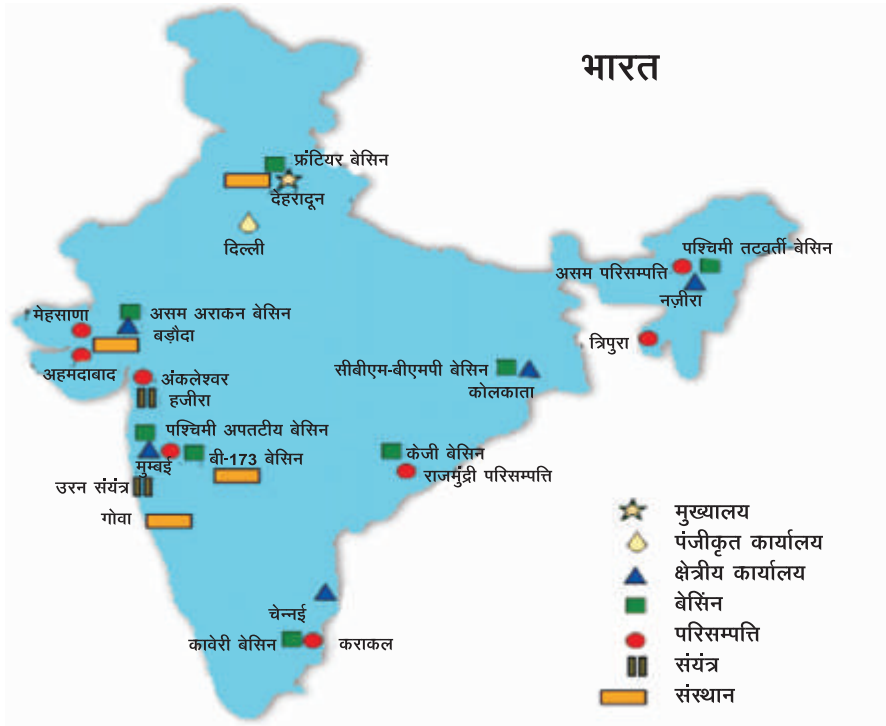 भारत
फ्रंटियर बेसिन
देहरादून
दिल्ली
पश्चिमी तटवर्ती बेसिन
असम परिसम्पत्ति
नज़ीरा
मेहसाणा
असम अराकन बेसिन
बड़ौदा
त्रिपुरा
अहमदाबाद
अंकलेश्वर
हजीरा
सीबीएम-बीएमपी बेसिन
कोलकाता
पश्चिमी अपतटीय बेसिन
मुम्बई
बी-173 बेसिन
केजी बेसिन
राजमुंद्री परिसम्पत्ति
उरन संयंत्र
गोवा
मुख्यालय
पंजीकृत कार्यालय
क्षेत्रीय कार्यालय
बेसिंन
परिसम्पत्ति
संयंत्र
संस्थान
चेन्नई
कावेरी बेसिन
कराकल